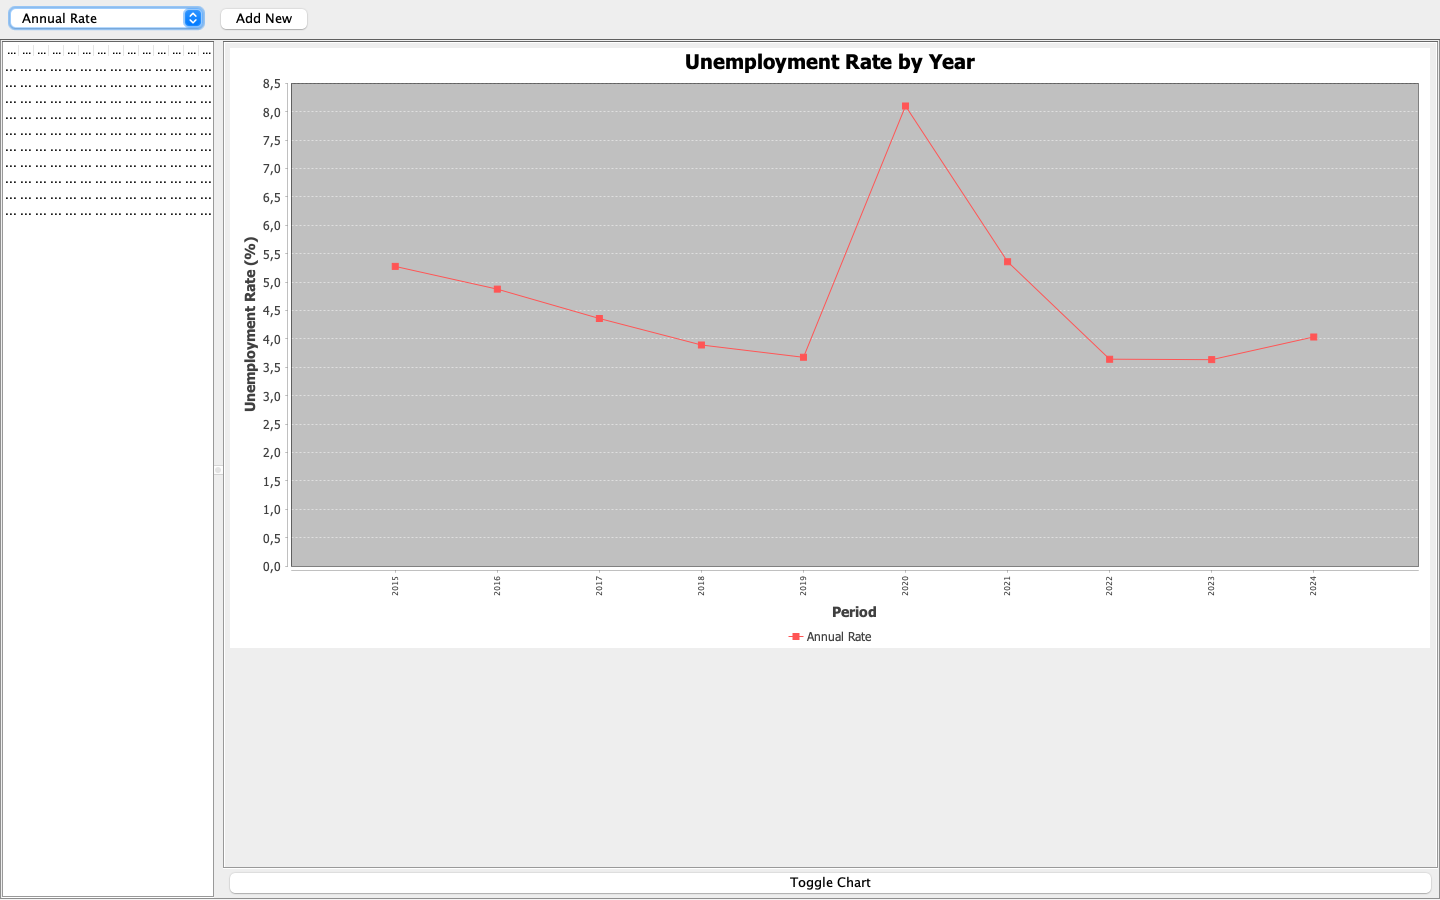 Annual Rate
Add New
... ... ... ... ... ... ... ... ... ... ... ... ... ...
... ... ... ... ... ... ... ... ... ... ... ... ... ...
... ... ... ... ... ... ... ... ... ... ... ... ... ...
... ... ... ... ... ... ... ... ... ... ... ... ... ...
... ... ... ... ... ... ... ... ... ... ... ... ... ...
... ... ... ... ... ... ... ... ... ... ... ... ... ...
... ... ... ... ... ... ... ... ... ... ... ... ... ...
... ... ... ... ... ... ... ... ... ... ... ... ... ...
... ... ... ... ... ... ... ... ... ... ... ... ... ...
... ... ... ... ... ... ... ... ... ... ... ... ... ...
... ... ... ... ... ... ... ... ... ... ... ... ... ...
Unemployment Rate by Year
Unemployment Rate (%)
8,5
8,0
7,5
7,0
6,5
6,0
5,5
5,0
4,5
4,0
3,5
3,0
2,5
2,0
1,5
1,0
0,5
0,0
2015 2016 2017 2018 2019 2020 2021 2022 2023 2024
Period
Annual Rate
Toggle Chart